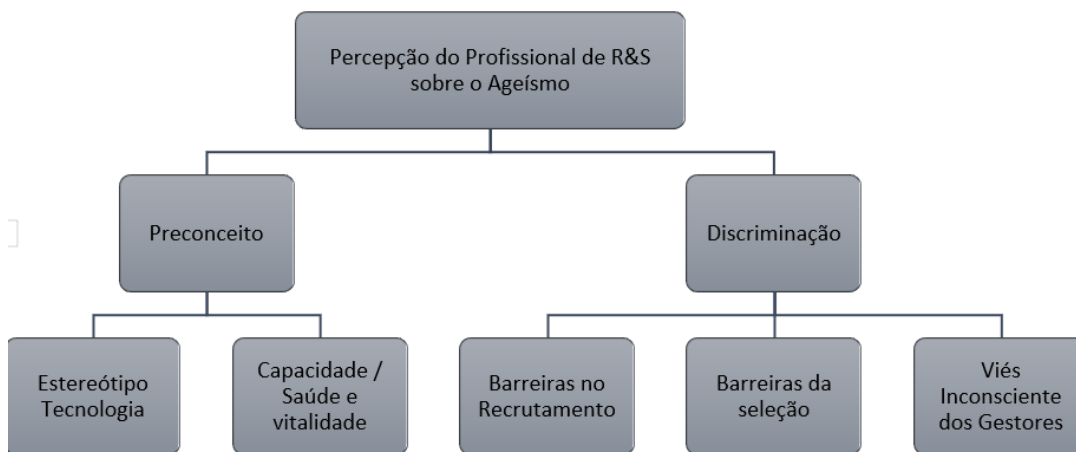 Percepção do Profissional de R&S
sobre o Ageísmo
Preconceito
Discriminação
Estereótipo
Tecnologia
Capacidade /
Saúde e
vitalidade
Barreiras no
Recrutamento
Barreiras da
seleção
Viés
Inconsciente
dos Gestores